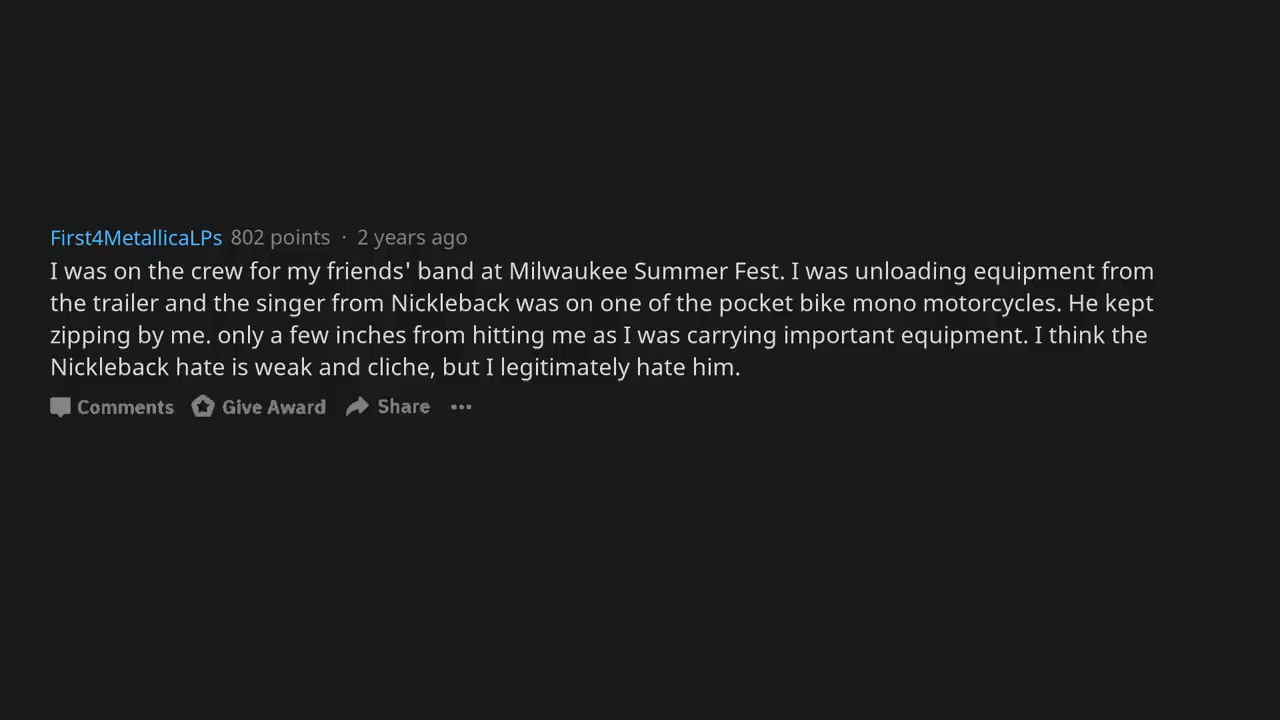 First4MetallicaLPs 802 points · 2 years ago
I was on the crew for my friends' band at Milwaukee Summer Fest. I was unloading equipment from
the trailer and the singer from Nickleback was on one of the pocket bike mono motorcycles. He kept
zipping by me. only a few inches from hitting me as I was carrying important equipment. I think the
Nickleback hate is weak and cliche, but I legitimately hate him.
Comments Give Award Share ···